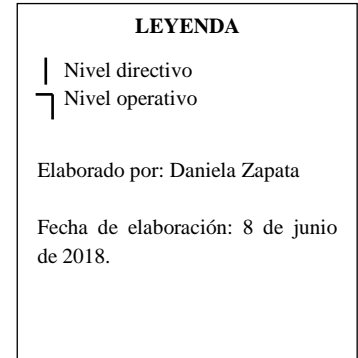 LEYENDA
Nivel directivo
Nivel operativo
Elaborado por: Daniela Zapata
Fecha de elaboración: 8 de junio
de 2018.